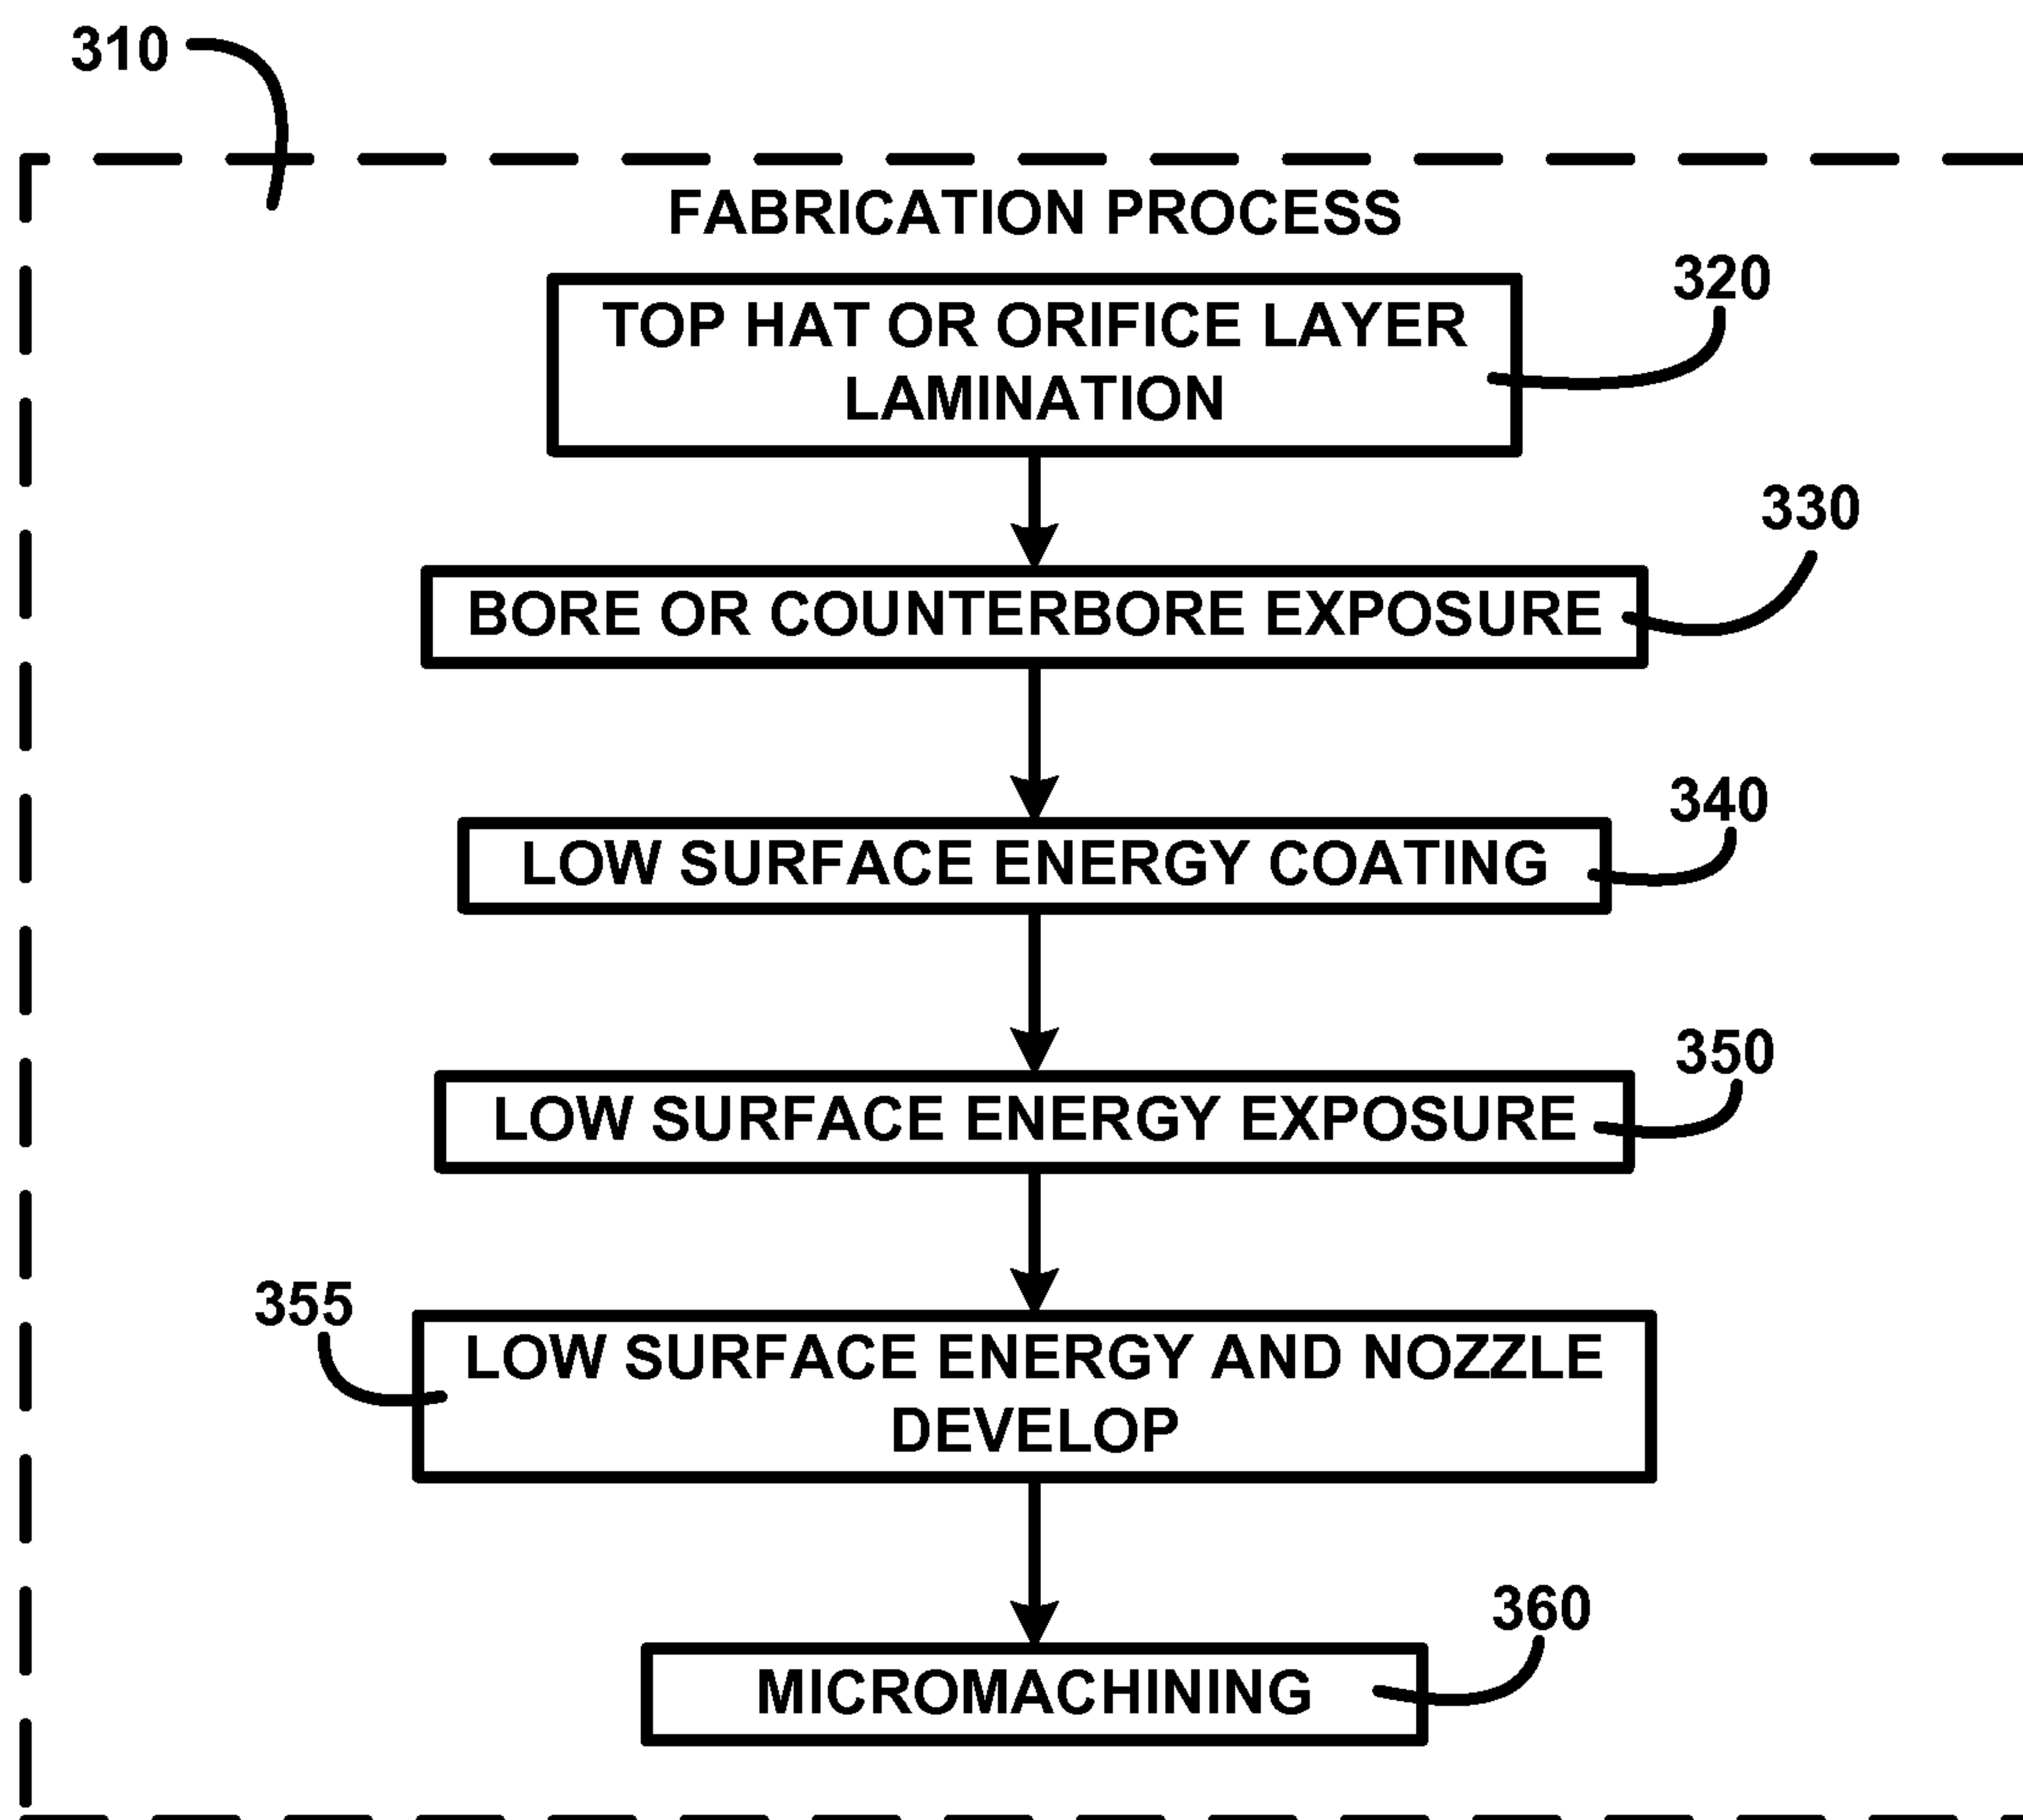 310
FABRICATION PROCESS
TOP HAT OR ORIFICE LAYER
LAMINATION
320
BORE OR COUNTERBORE EXPOSURE
330
LOW SURFACE ENERGY COATING
340
LOW SURFACE ENERGY EXPOSURE
350
355
LOW SURFACE ENERGY AND NOZZLE
DEVELOP
MICROMACHINING
360